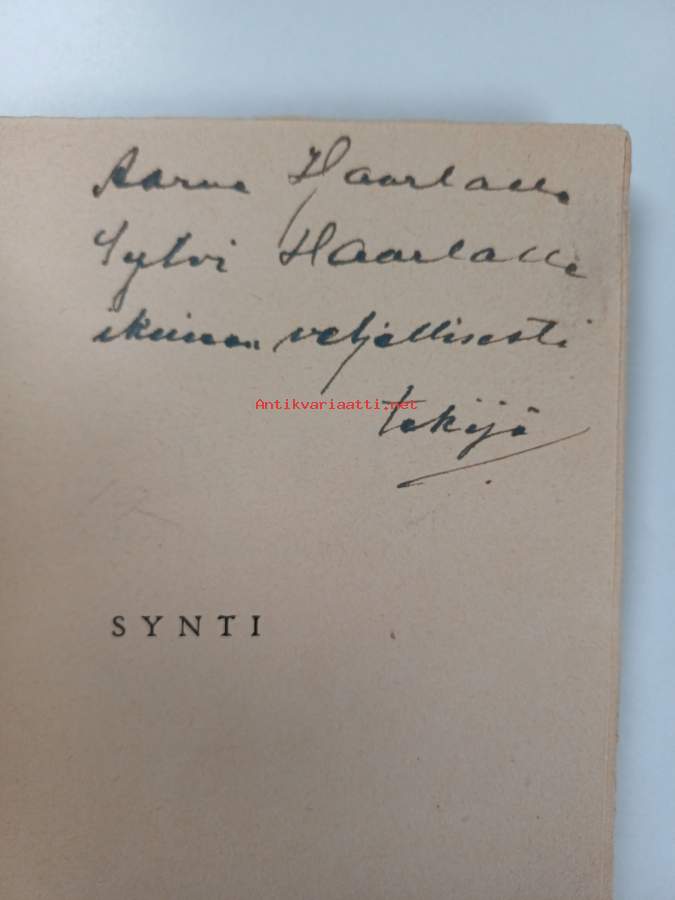 Aarne Haarlalle
Sylvi Haarlalle
ikuisen veljellisesti
Antikvariaatti.net
tekijä
SYNTI